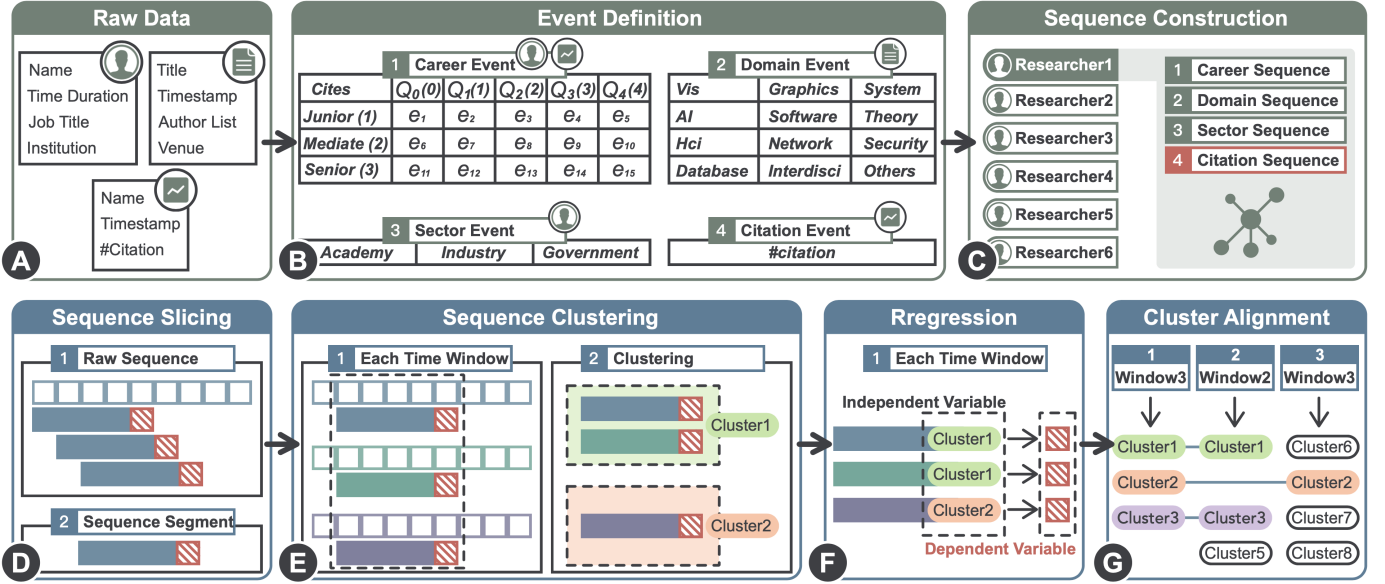 Raw Data
Name
Time Duration
Job Title
Institution
Title
Timestamp
Author List
Venue
Name
Timestamp
#Citation
A
Event Definition
1 Career Event
Cites Q0(0) Q1(1) Q2(2) Q3(3) Q4(4)
Junior (1) e1 e2 e3 e4 e5
Mediate (2) e6 e7 e8 e9 e10
Senior (3) e11 e12 e13 e14 e15
2 Domain Event
Vis Graphics System
AI Software Theory
Hci Network Security
Database Interdisci Others
3 Sector Event
Academy Industry Government
4 Citation Event
#citation
B
Sequence Construction
Researcher1
Researcher2
Researcher3
Researcher4
Researcher5
Researcher6
1 Career Sequence
2 Domain Sequence
3 Sector Sequence
4 Citation Sequence
C
Sequence Slicing
1 Raw Sequence
2 Sequence Segment
D
Sequence Clustering
1 Each Time Window
2 Clustering
Cluster1
Cluster2
E
Rregression
1 Each Time Window
Independent Variable
Cluster1
Cluster1
Cluster2
Dependent Variable
F
Cluster Alignment
1 2 3
Window3 Window2 Window3
Cluster1 Cluster1 Cluster6
Cluster2 Cluster2
Cluster3 Cluster3 Cluster7
Cluster5 Cluster8
G